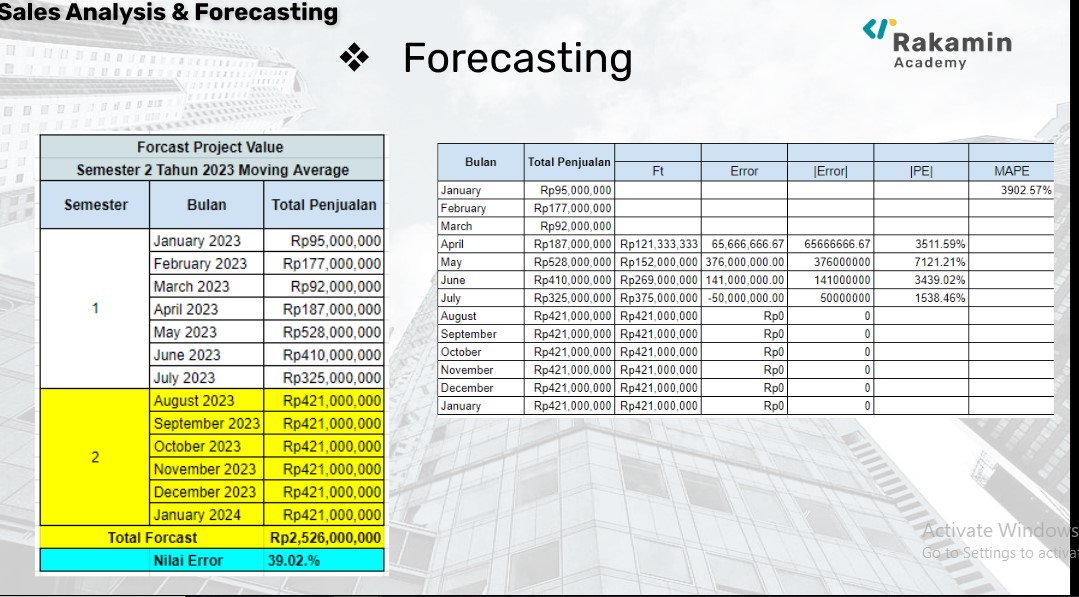 Sales Analysis & Forecasting
❖ Forecasting
Rakamin
Academy
Forcast Project Value
Semester 2 Tahun 2023 Moving Average
Semester Bulan Total Penjualan
1
January 2023 Rp95,000,000
February 2023 Rp177,000,000
March 2023 Rp92,000,000
April 2023 Rp187,000,000
May 2023 Rp528,000,000
June 2023 Rp410,000,000
July 2023 Rp325,000,000
2
August 2023 Rp421,000,000
September 2023 Rp421,000,000
October 2023 Rp421,000,000
November 2023 Rp421,000,000
December 2023 Rp421,000,000
January 2024 Rp421,000,000
Total Forcast Rp2,526,000,000
Nilai Error 39.02.%
Bulan Total Penjualan Ft Error |Error| |PE| MAPE
January Rp95,000,000 3902.57%
February Rp177,000,000
March Rp92,000,000
April Rp187,000,000 Rp121,333,333 65,666,666.67 65666666.67 3511.59%
May Rp528,000,000 Rp152,000,000 376,000,000.00 376000000 7121.21%
June Rp410,000,000 Rp269,000,000 141,000,000.00 141000000 3439.02%
July Rp325,000,000 Rp375,000,000 -50,000,000.00 50000000 1538.46%
August Rp421,000,000 Rp421,000,000 Rp0 0
September Rp421,000,000 Rp421,000,000 Rp0 0
October Rp421,000,000 Rp421,000,000 Rp0 0
November Rp421,000,000 Rp421,000,000 Rp0 0
December Rp421,000,000 Rp421,000,000 Rp0 0
January Rp421,000,000 Rp421,000,000 Rp0 0
Activate Windows
Go to Settings to activa